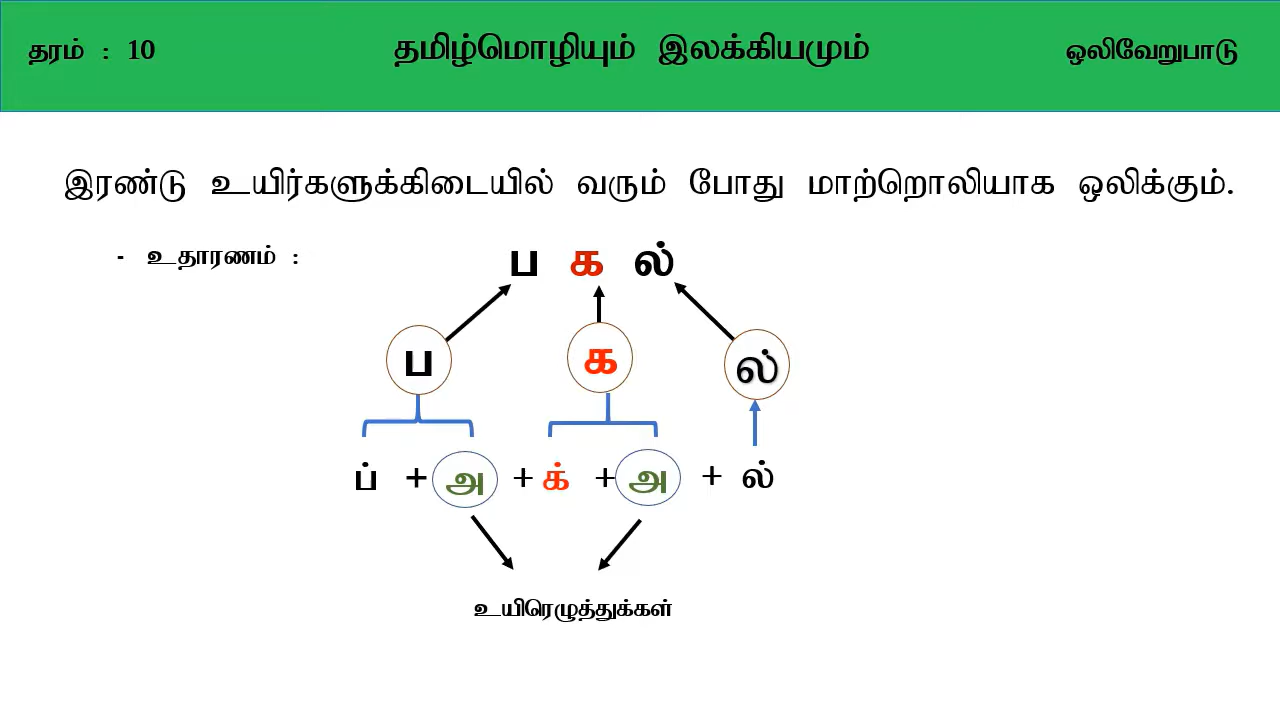 தரம் : 10 தமிழ்மொழியும் இலக்கியமும் ஒலிவேறுபாடு
இரண்டு உயிர்களுக்கிடையில் வரும் போது மாற்றொலியாக ஒலிக்கும்.
- உதாரணம் : ப க ல்
ப க ல்
ப் + அ + க் + அ + ல்
உயிரெழுத்துக்கள்